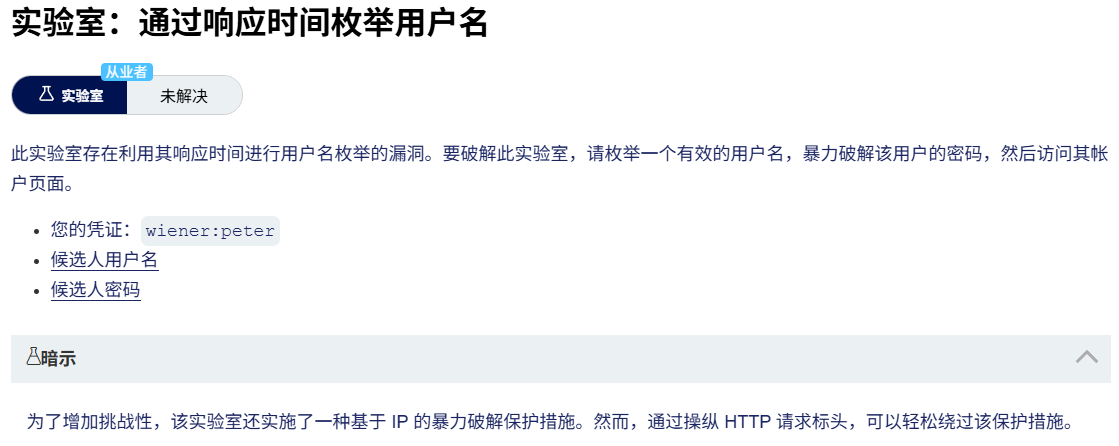 实验室：通过响应时间枚举用户名
从业者
实验室
未解决
此实验室存在利用其响应时间进行用户名枚举的漏洞。要破解此实验室，请枚举一个有效的用户名，暴力破解该用户的密码，然后访问其帐
户页面。
您的凭证：wiener:peter
候选人用户名
候选人密码
暗示
为了增加挑战性，该实验室还实施了一种基于 IP 的暴力破解保护措施。然而，通过操纵 HTTP 请求标头，可以轻松绕过该保护措施。